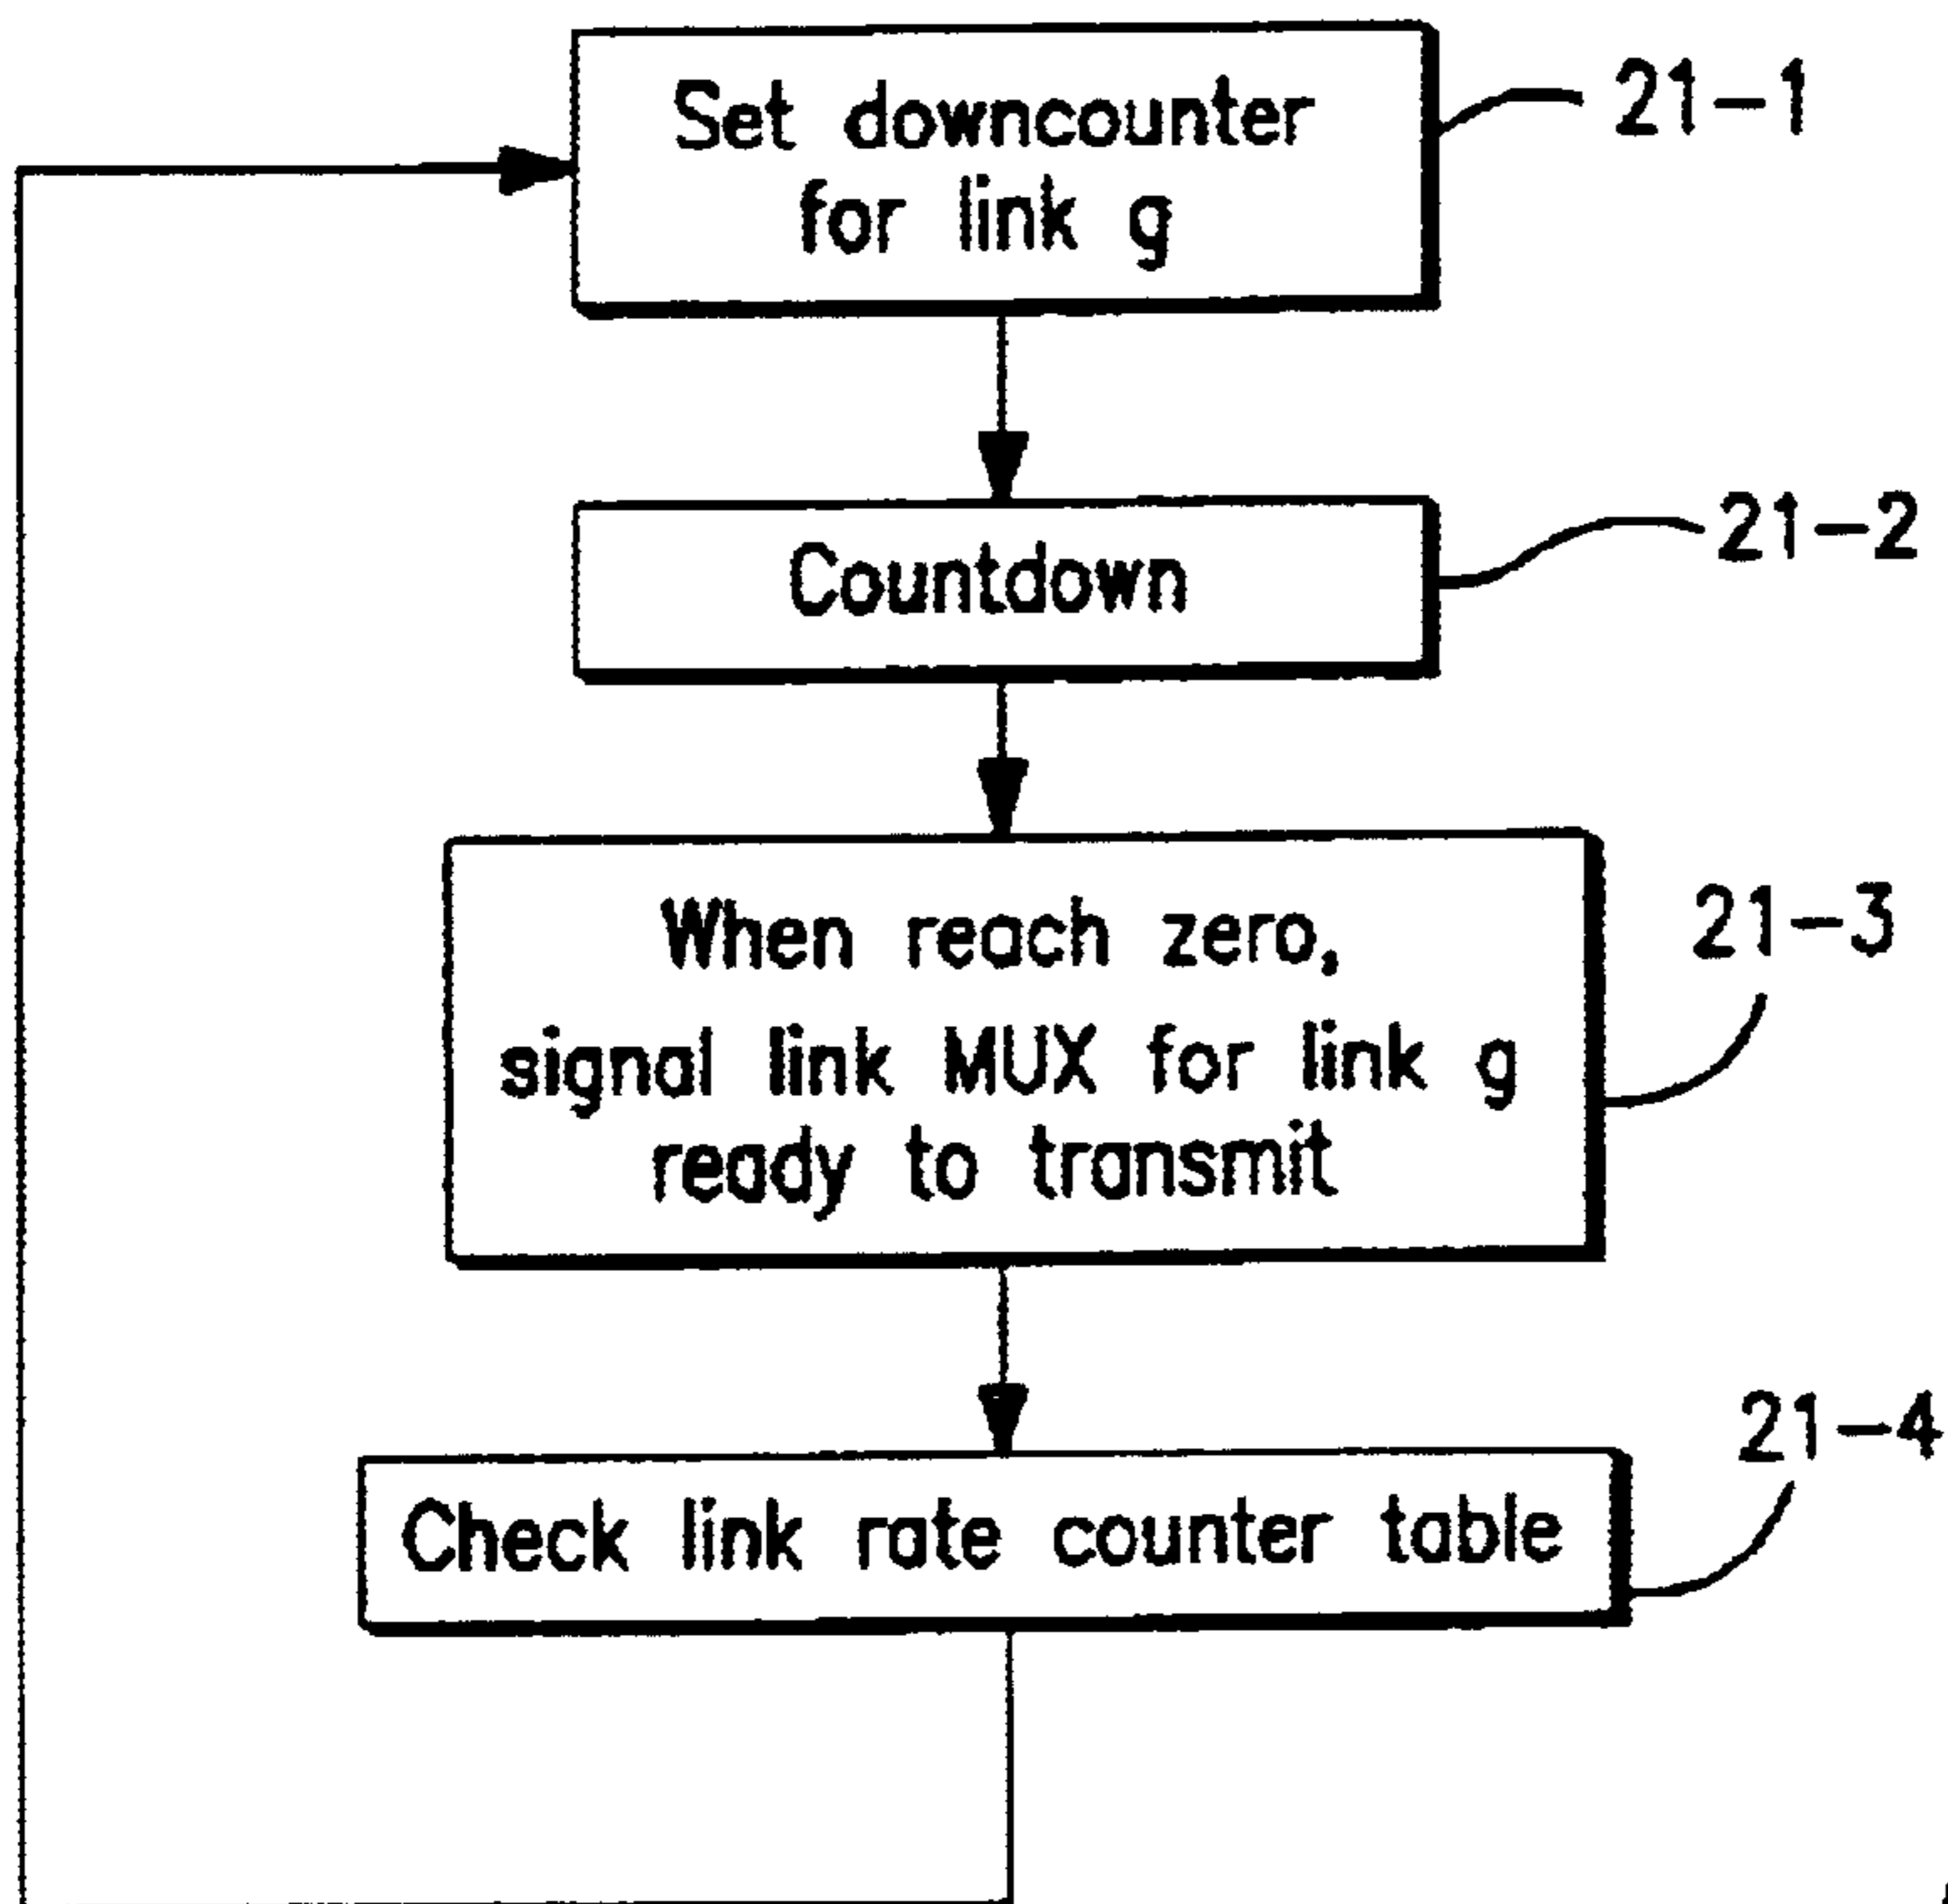 Set downcounter
for link g
21-1
Countdown
21-2
When reach zero,
signal link MUX for link g
ready to transmit
21-3
Check link rate counter table
21-4